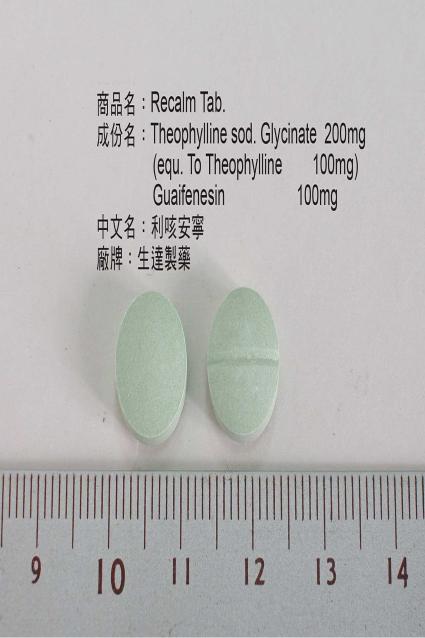 商品名：Recalm Tab.
成份名：Theophylline sod. Glycinate 200mg
(equ. To Theophylline 100mg)
Guaifenesin 100mg
中文名：利咳安寧
廠牌：生達製藥
9 10 11 12 13 14